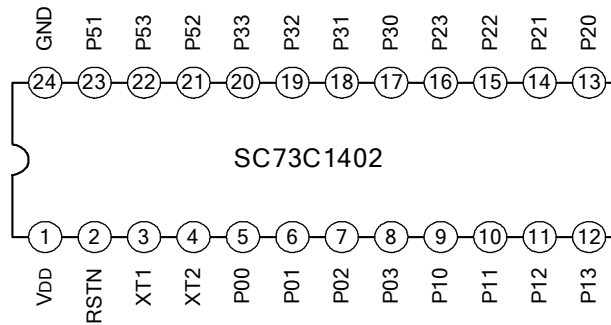 GND P51 P53 P52 P33 P32 P31 P30 P23 P22 P21 P20
24 23 22 21 20 19 18 17 16 15 14 13
SC73C1402
1 2 3 4 5 6 7 8 9 10 11 12
VDD RSTN XT1 XT2 P00 P01 P02 P03 P10 P11 P12 P13